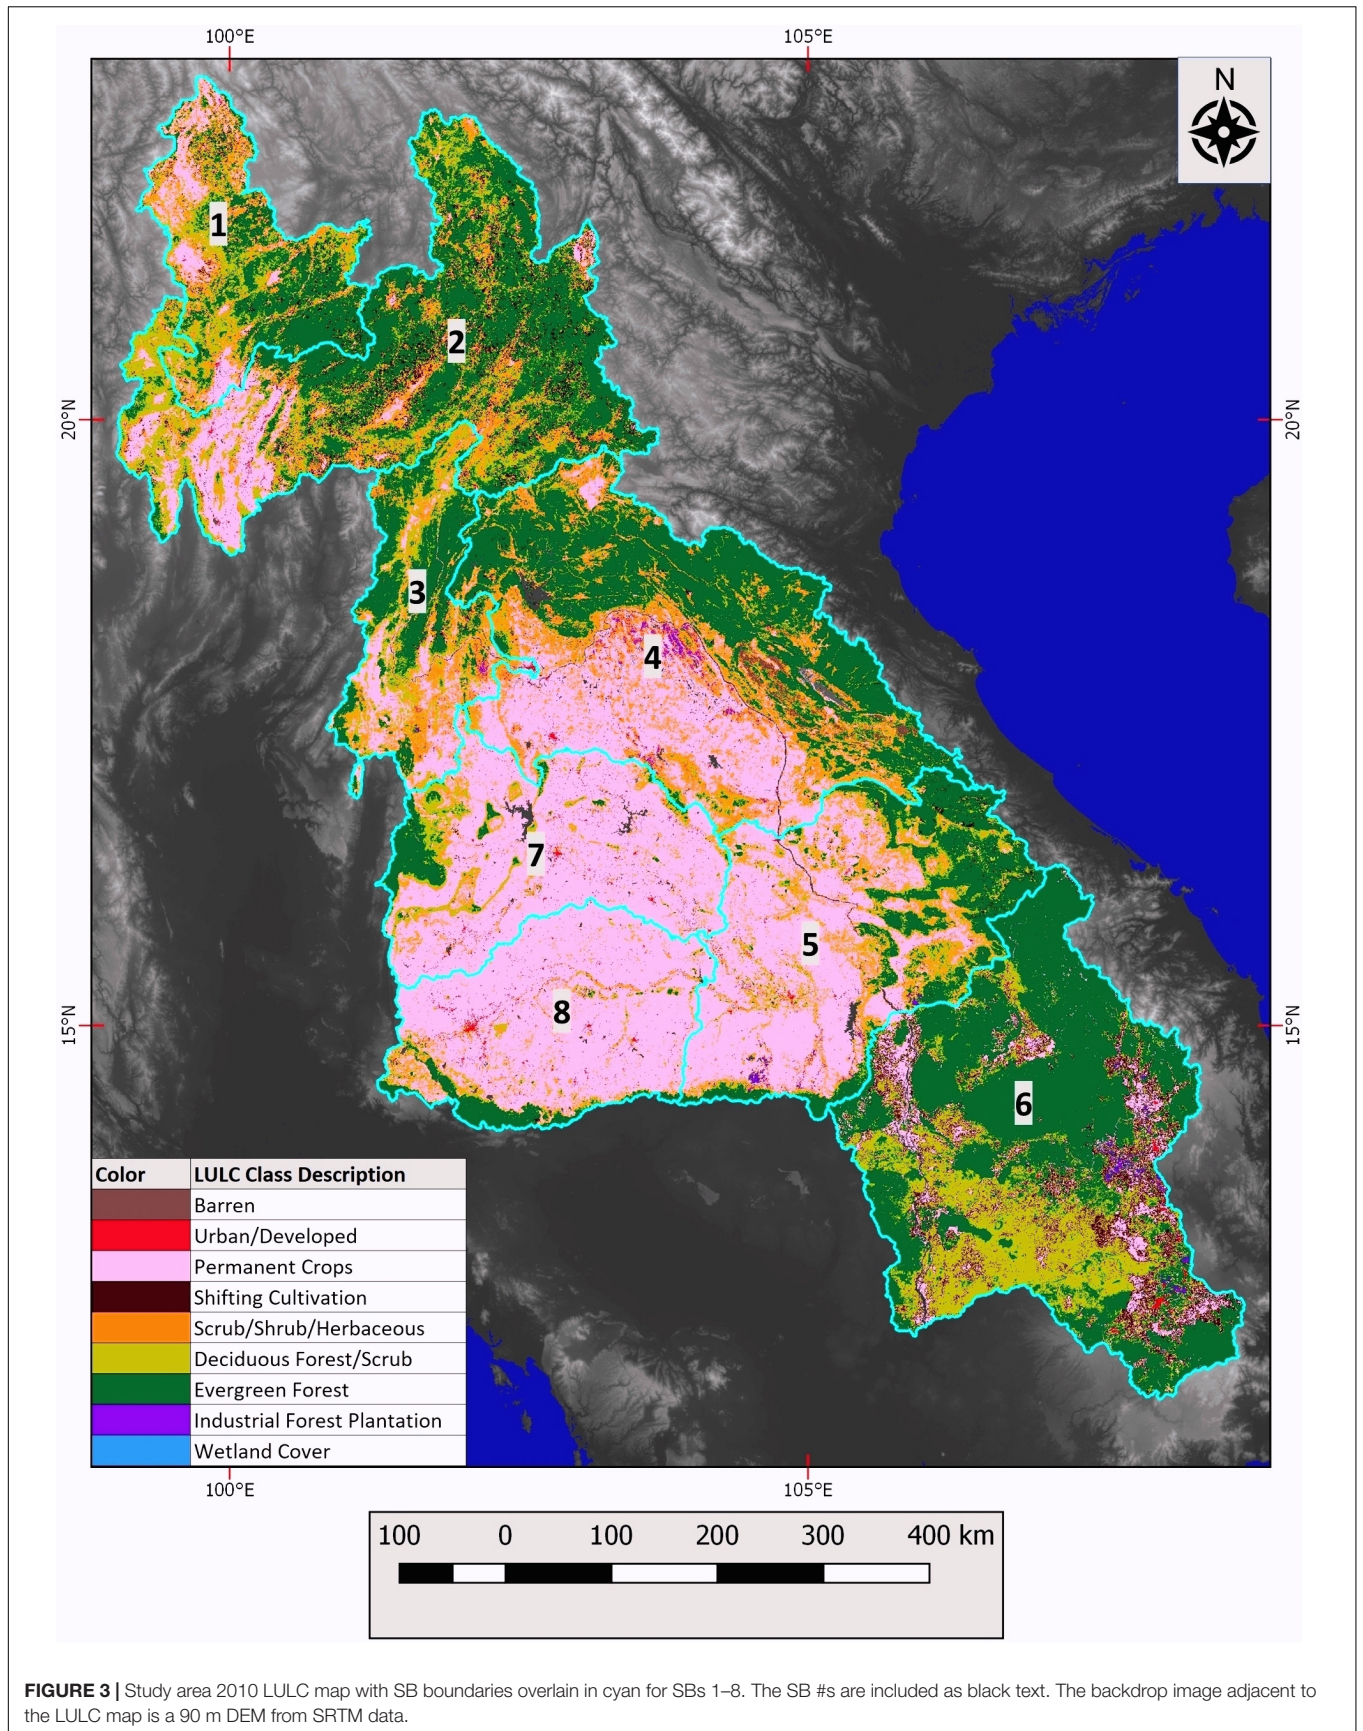 100°E 105°E
N
1
2
20°N 20°N
3
4
7
5
8
15°N 15°N
6
Color LULC Class Description
Barren
Urban/Developed
Permanent Crops
Shifting Cultivation
Scrub/Shrub/Herbaceous
Deciduous Forest/Scrub
Evergreen Forest
Industrial Forest Plantation
Wetland Cover
100°E 105°E
100 0 100 200 300 400 km
FIGURE 3 | Study area 2010 LULC map with SB boundaries overlain in cyan for SBs 1–8. The SB #s are included as black text. The backdrop image adjacent to
the LULC map is a 90 m DEM from SRTM data.